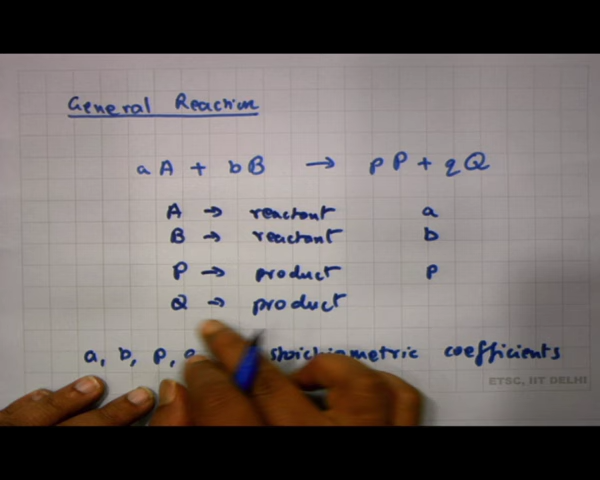 General Reaction
aA + bB → pP + qQ
A → reactant a
B → reactant b
P → product p
Q → product
a, b, p, stoichiometric coefficients
ETSC, IIT DELHI